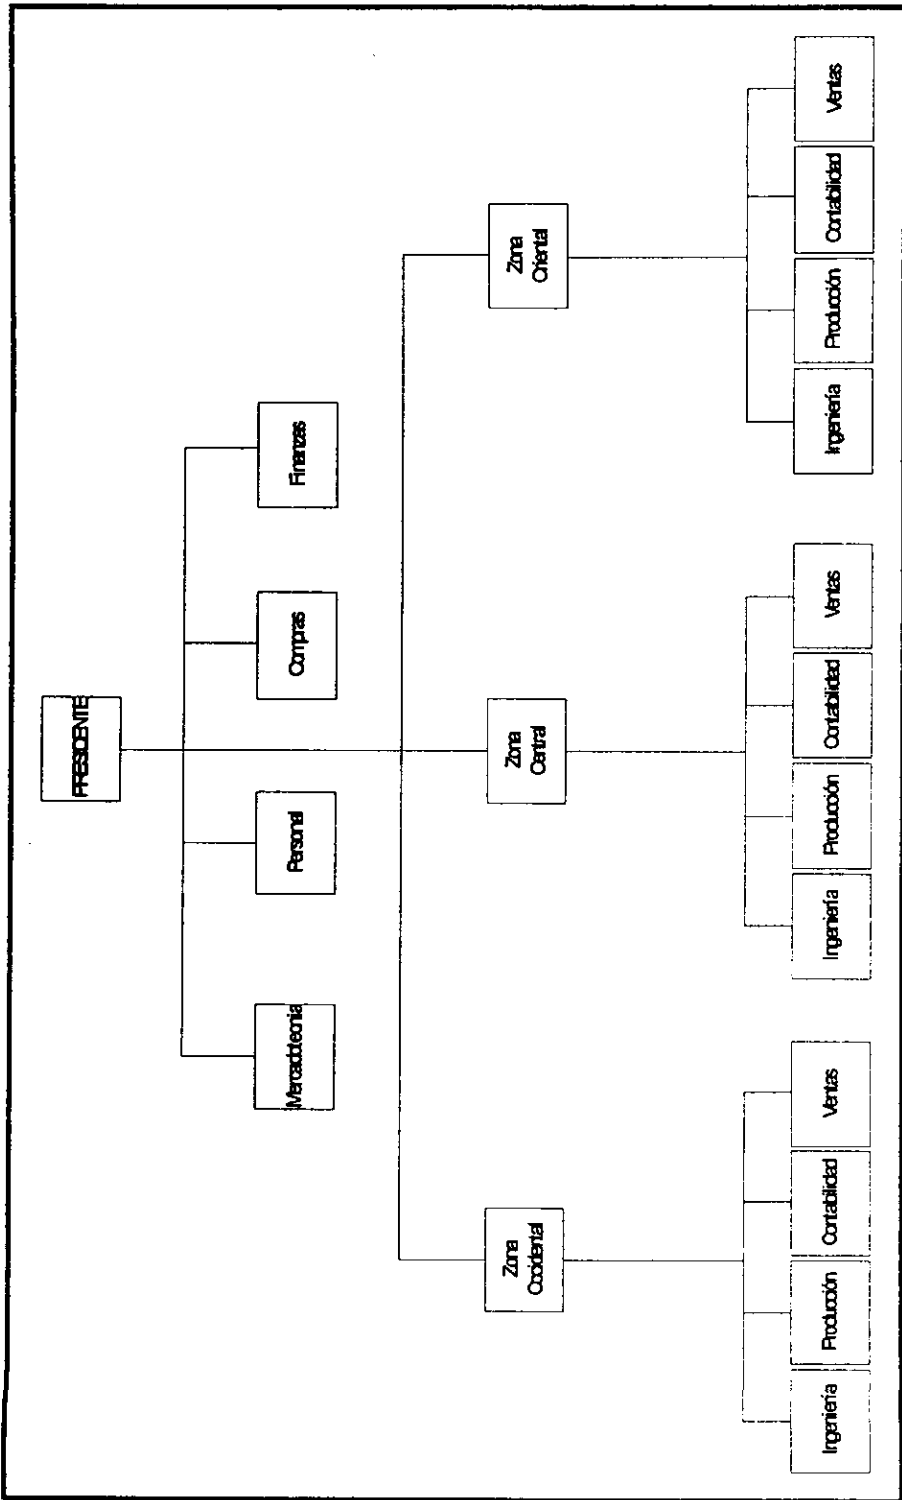 PRESIDENTE
Mercadotecnia
Personal
Compras
Finanzas
Zona
Occidental
Zona
Central
Zona
Oriental
Ingeniería
Producción
Contabilidad
Ventas
Ingeniería
Producción
Contabilidad
Ventas
Ingeniería
Producción
Contabilidad
Ventas